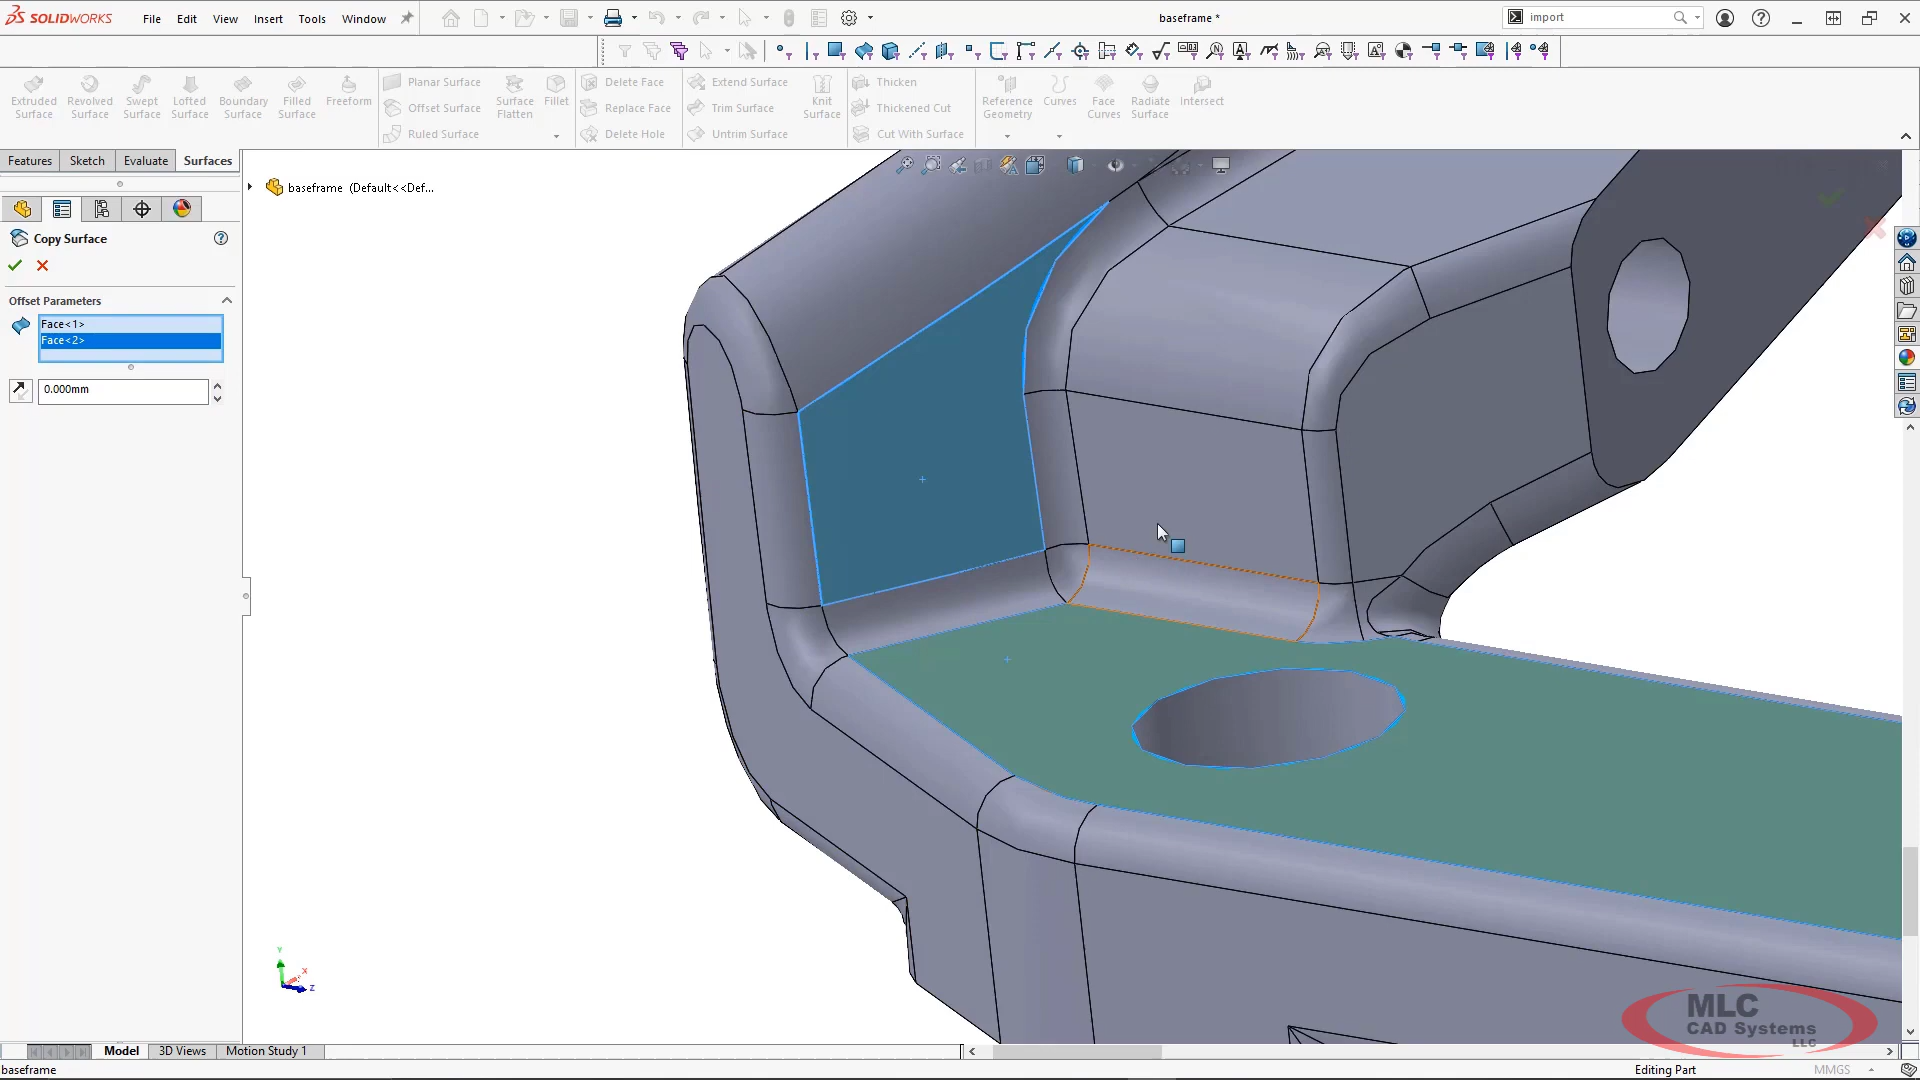 SOLIDWORKS File Edit View Insert Tools Window baseframe * import
Extruded Surface
Revolved Surface
Swept Surface
Lofted Surface
Boundary Surface
Filled Surface
Freeform
Planar Surface
Offset Surface
Ruled Surface
Surface Flatten
Fillet
Delete Face
Replace Face
Delete Hole
Extend Surface
Trim Surface
Untrim Surface
Knit Surface
Thicken
Thickened Cut
Cut With Surface
Reference Geometry
Curves
Face Curves
Radiate Surface
Intersect
Features Sketch Evaluate Surfaces
baseframe (Default<<Def...
Copy Surface
Offset Parameters
Face<1>
Face<2>
0.000mm
Y
X
Z
MLC
CAD Systems
LLC
Model 3D Views Motion Study 1
baseframe Editing Part MMGS